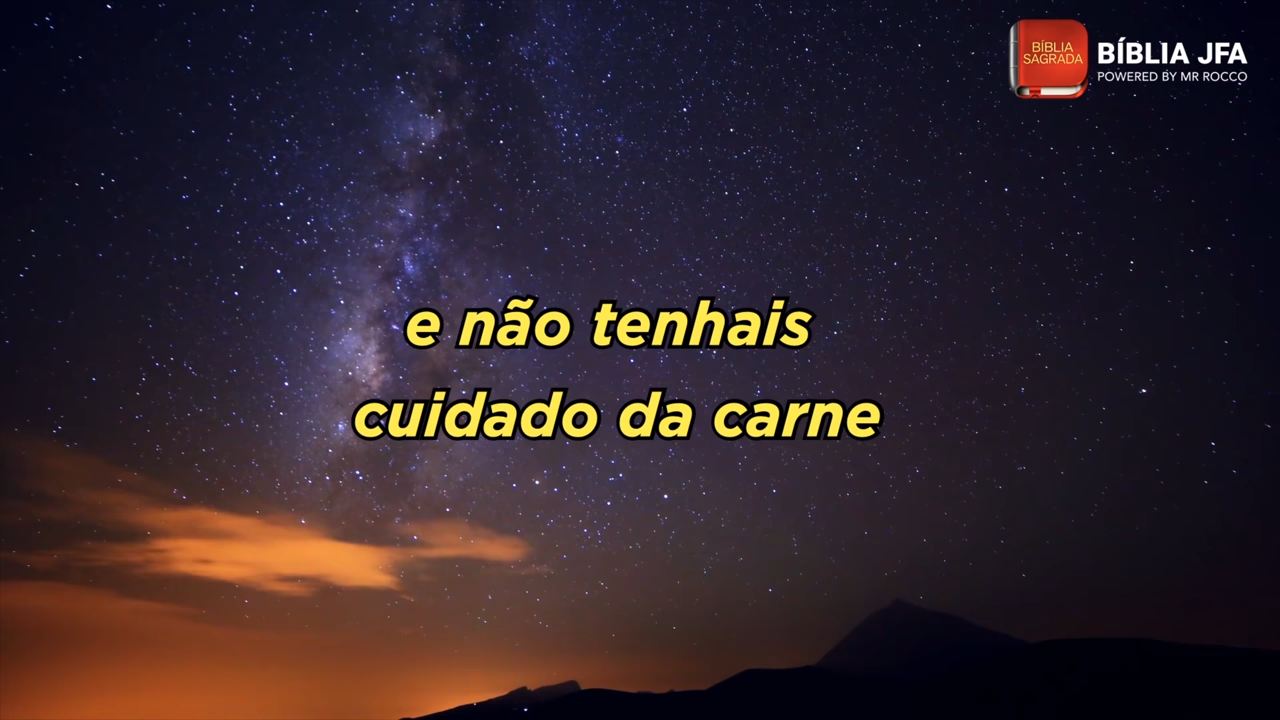 BÍBLIA
SAGRADA
BÍBLIA JFA
POWERED BY MR ROCCO
e não tenhais
cuidado da carne